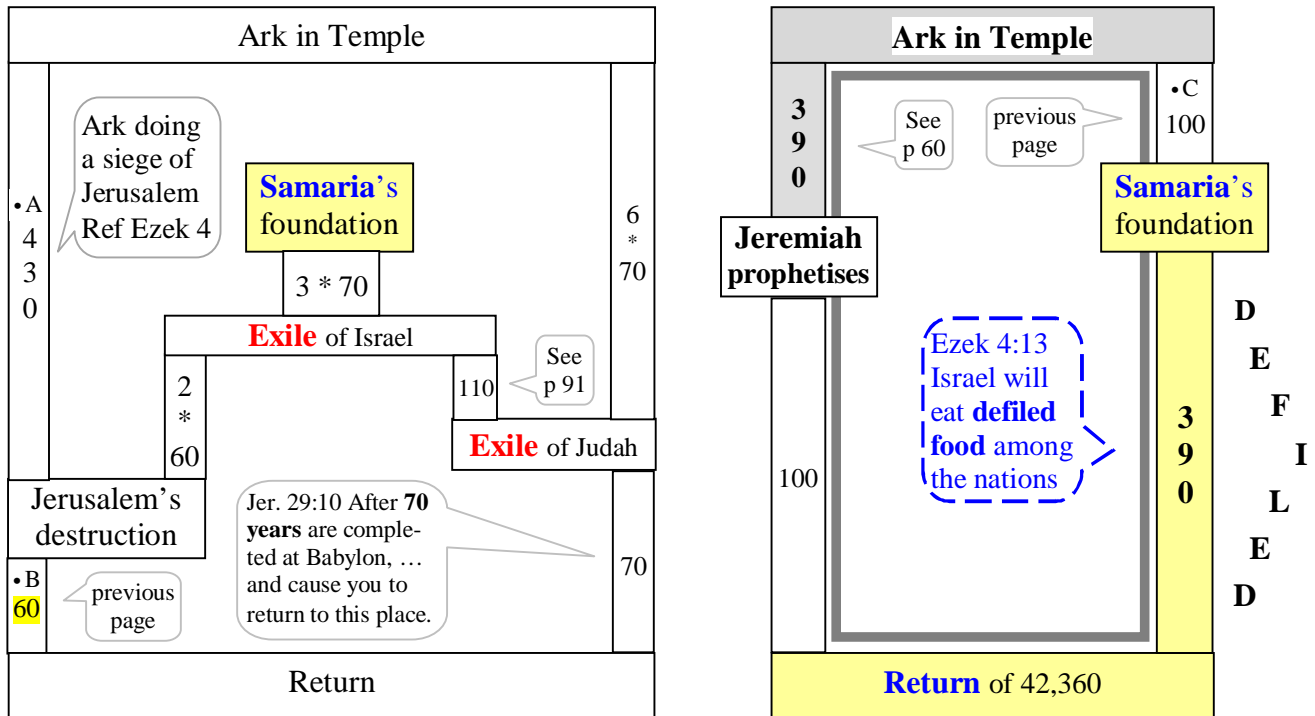 Ark in Temple
Ark doing
a siege of
Jerusalem
Ref Ezek 4
• A
4
3
0
Samaria's
foundation
3 * 70
6
*
70
Exile of Israel
2
*
60
110
See
p 91
Exile of Judah
Jerusalem's
destruction
Jer. 29:10 After 70
years are comple-
ted at Babylon, …
and cause you to
return to this place.
70
• B
60
previous
page
Return
Ark in Temple
3
9
0
See
p 60
previous
page
• C
100
Samaria's
foundation
Jeremiah
prophetises
100
Ezek 4:13
Israel will
eat defiled
food among
the nations
3
9
0
D
E
F
I
L
E
D
Return of 42,360